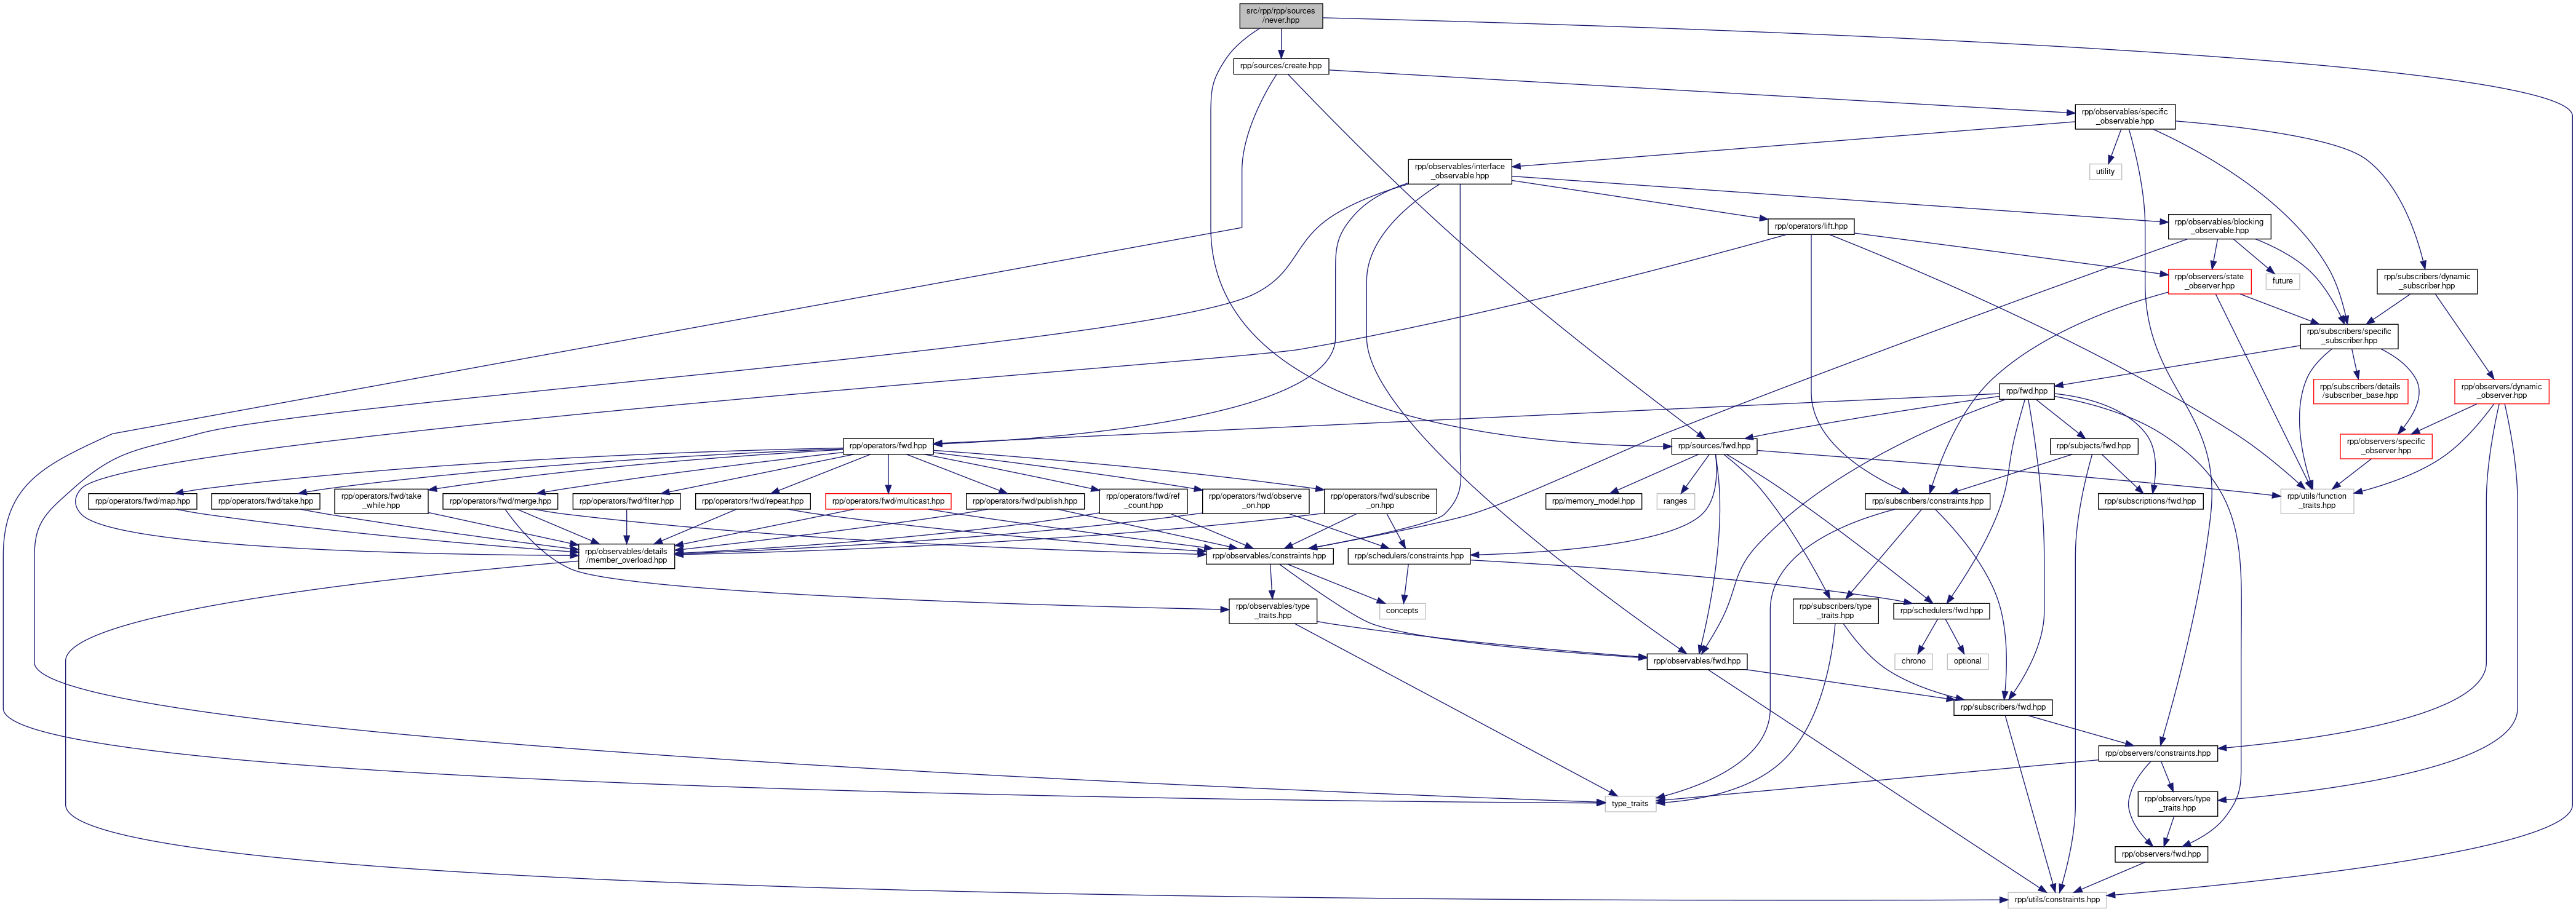 src/rpp/rpp/sources
/never.hpp
rpp/sources/create.hpp
rpp/observables/specific
_observable.hpp
rpp/observables/interface
_observable.hpp
utility
rpp/operators/lift.hpp
rpp/observables/blocking
_observable.hpp
rpp/observers/state
_observer.hpp
future
rpp/subscribers/dynamic
_subscriber.hpp
rpp/subscribers/specific
_subscriber.hpp
rpp/fwd.hpp
rpp/subscribers/details
/subscriber_base.hpp
rpp/observers/dynamic
_observer.hpp
rpp/operators/fwd.hpp
rpp/sources/fwd.hpp
rpp/subjects/fwd.hpp
rpp/observers/specific
_observer.hpp
rpp/operators/fwd/map.hpp
rpp/operators/fwd/take.hpp
rpp/operators/fwd/take
_while.hpp
rpp/operators/fwd/merge.hpp
rpp/operators/fwd/filter.hpp
rpp/operators/fwd/repeat.hpp
rpp/operators/fwd/multicast.hpp
rpp/operators/fwd/publish.hpp
rpp/operators/fwd/ref
_count.hpp
rpp/operators/fwd/observe
_on.hpp
rpp/operators/fwd/subscribe
_on.hpp
rpp/memory_model.hpp
ranges
rpp/subscribers/constraints.hpp
rpp/subscriptions/fwd.hpp
rpp/utils/function
_traits.hpp
rpp/observables/details
/member_overload.hpp
rpp/observables/constraints.hpp
rpp/schedulers/constraints.hpp
rpp/observables/type
_traits.hpp
concepts
rpp/subscribers/type
_traits.hpp
rpp/schedulers/fwd.hpp
rpp/observables/fwd.hpp
chrono
optional
rpp/subscribers/fwd.hpp
rpp/observers/constraints.hpp
type_traits
rpp/observers/type
_traits.hpp
rpp/observers/fwd.hpp
rpp/utils/constraints.hpp